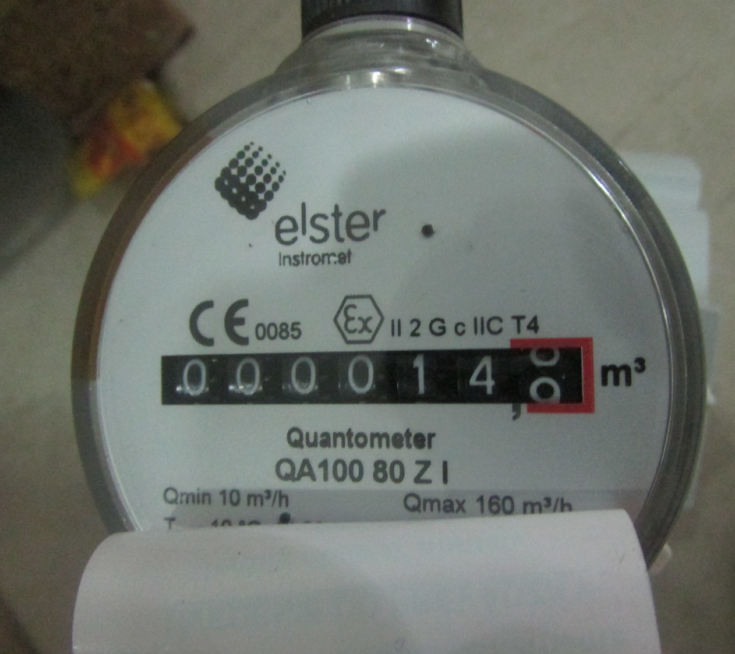 elster
Instromet
CE 0085 Ex II 2 G c IIC T4
0 0 0 0 1 4 , m³
Quantometer
QA100 80 Z I
Qmin 10 m³/h Qmax 160 m³/h